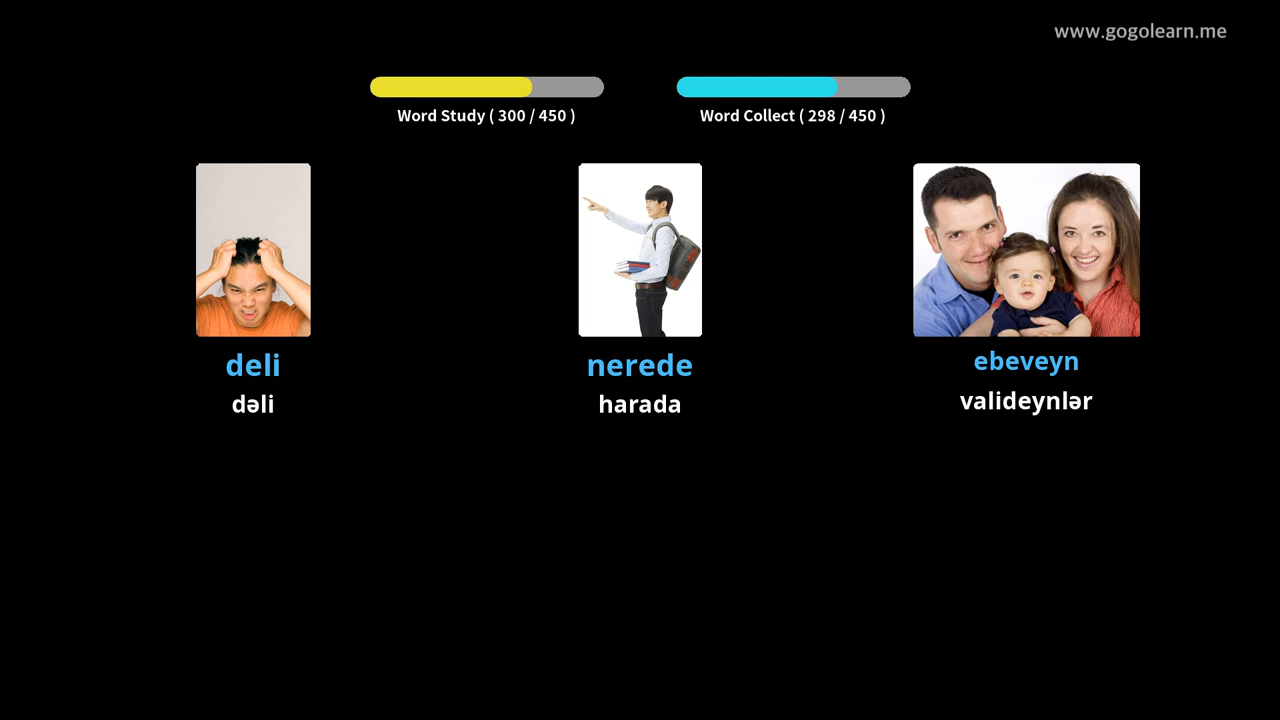 www.gogolearn.me
Word Study ( 300 / 450 )
Word Collect ( 298 / 450 )
deli
dəli
nerede
harada
ebeveyn
valideynlər